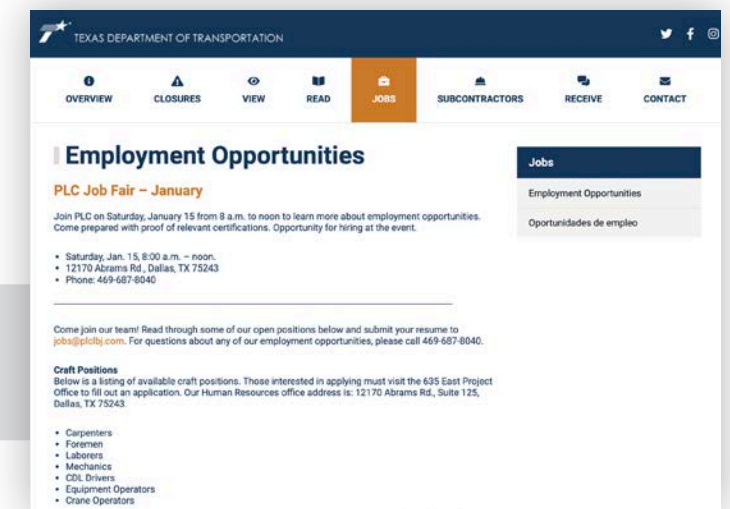 TEXAS DEPARTMENT OF TRANSPORTATION
OVERVIEW
CLOSURES
VIEW
READ
JOBS
SUBCONTRACTORS
RECEIVE
CONTACT
Employment Opportunities
PLC Job Fair – January
Join PLC on Saturday, January 15 from 8 a.m. to noon to learn more about employment opportunities.
Come prepared with proof of relevant certifications. Opportunity for hiring at the event.
• Saturday, Jan. 15, 8:00 a.m. – noon.
• 12170 Abrams Rd., Dallas, TX 75243
• Phone: 469-687-8040
Come join our team! Read through some of our open positions below and submit your resume to
jobs@plclbj.com. For questions about any of our employment opportunities, please call 469-687-8040.
Craft Positions
Below is a listing of available craft positions. Those interested in applying must visit the 635 East Project
Office to fill out an application. Our Human Resources office address is: 12170 Abrams Rd., Suite 125,
Dallas, TX 75243.
• Carpenters
• Foremen
• Laborers
• Mechanics
• CDL Drivers
• Equipment Operators
• Crane Operators
Jobs
Employment Opportunities
Oportunidades de empleo